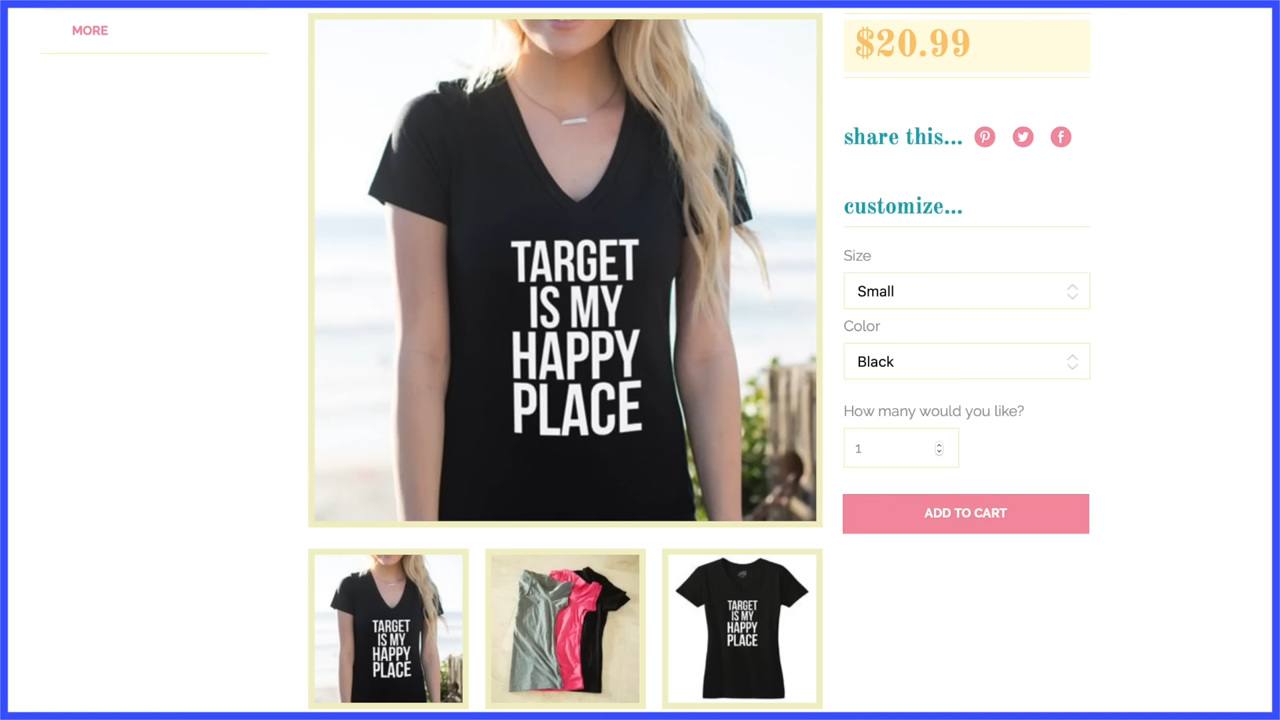 MORE
TARGET
IS MY
HAPPY
PLACE
$20.99
share this...
customize...
Size
Small
Color
Black
How many would you like?
1
ADD TO CART
TARGET
IS MY
HAPPY
PLACE
TARGET
IS MY
HAPPY
PLACE